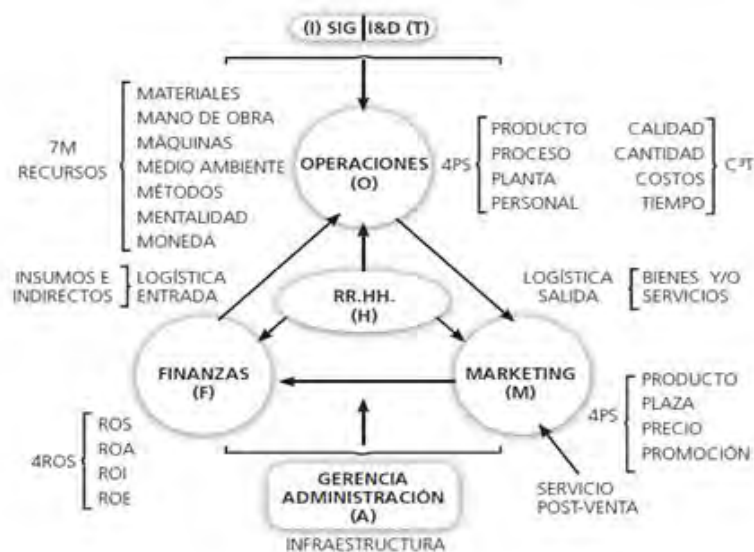 (I) SIG I&D (T)
MATERIALES
MANO DE OBRA
MÁQUINAS
MEDIO AMBIENTE
MÉTODOS
MENTALIDAD
MONEDA
7M
RECURSOS
OPERACIONES
(O)
4PS
PRODUCTO
PROCESO
PLANTA
PERSONAL
CALIDAD
CANTIDAD
COSTOS
TIEMPO
C³T
INSUMOS E
INDIRECTOS
LOGÍSTICA
ENTRADA
RR.HH.
(H)
LOGÍSTICA
SALIDA
BIENES Y/O
SERVICIOS
FINANZAS
(F)
MARKETING
(M)
4PS
PRODUCTO
PLAZA
PRECIO
PROMOCIÓN
4ROS
ROS
ROA
ROI
ROE
GERENCIA
ADMINISTRACIÓN
(A)
INFRAESTRUCTURA
SERVICIO
POST-VENTA